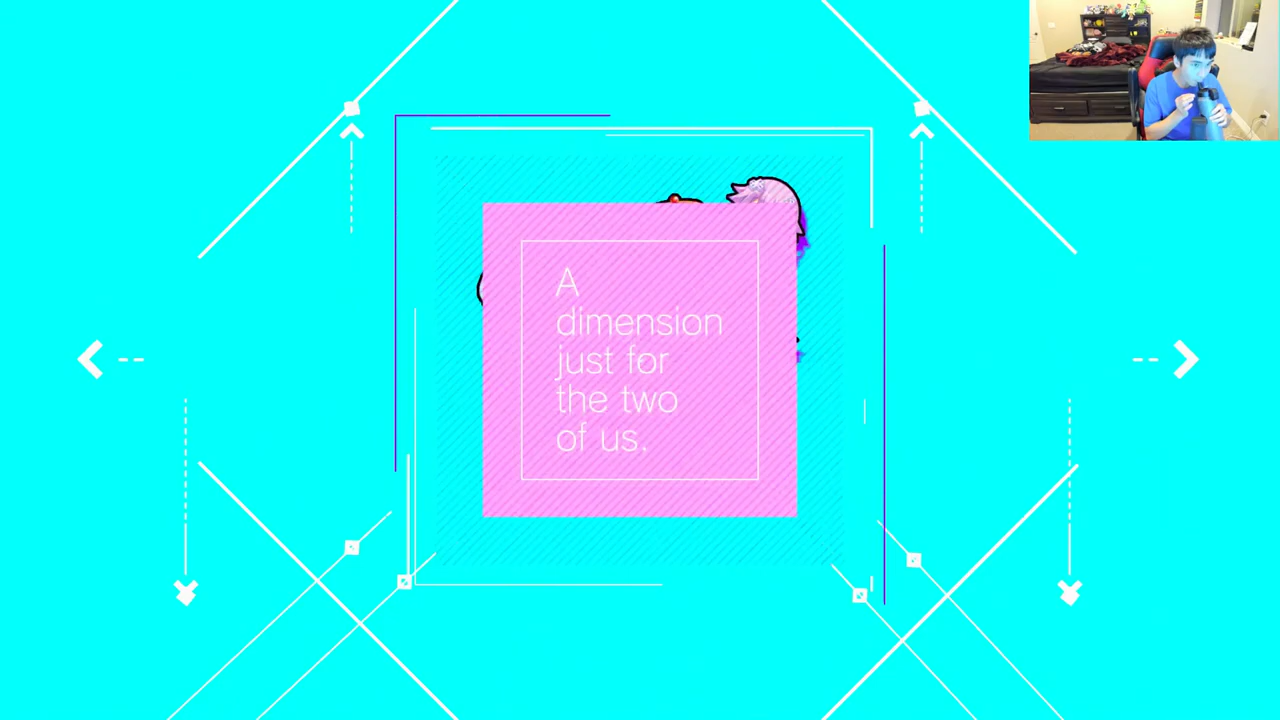 A
dimension
just for
the two
of us.